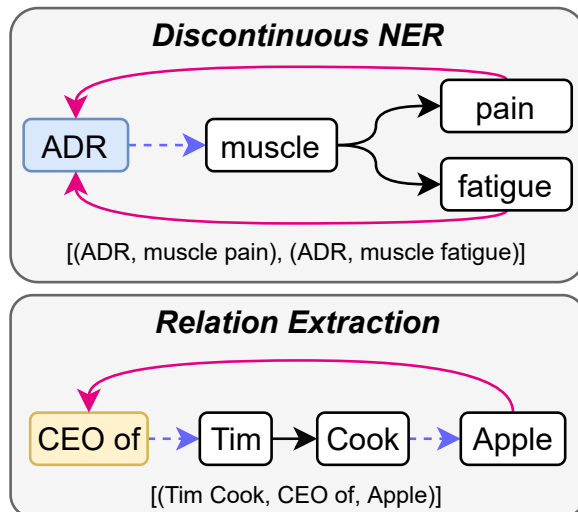 Discontinuous NER
pain
ADR
muscle
fatigue
[(ADR, muscle pain), (ADR, muscle fatigue)]
Relation Extraction
CEO of Tim Cook Apple
[(Tim Cook, CEO of, Apple)]